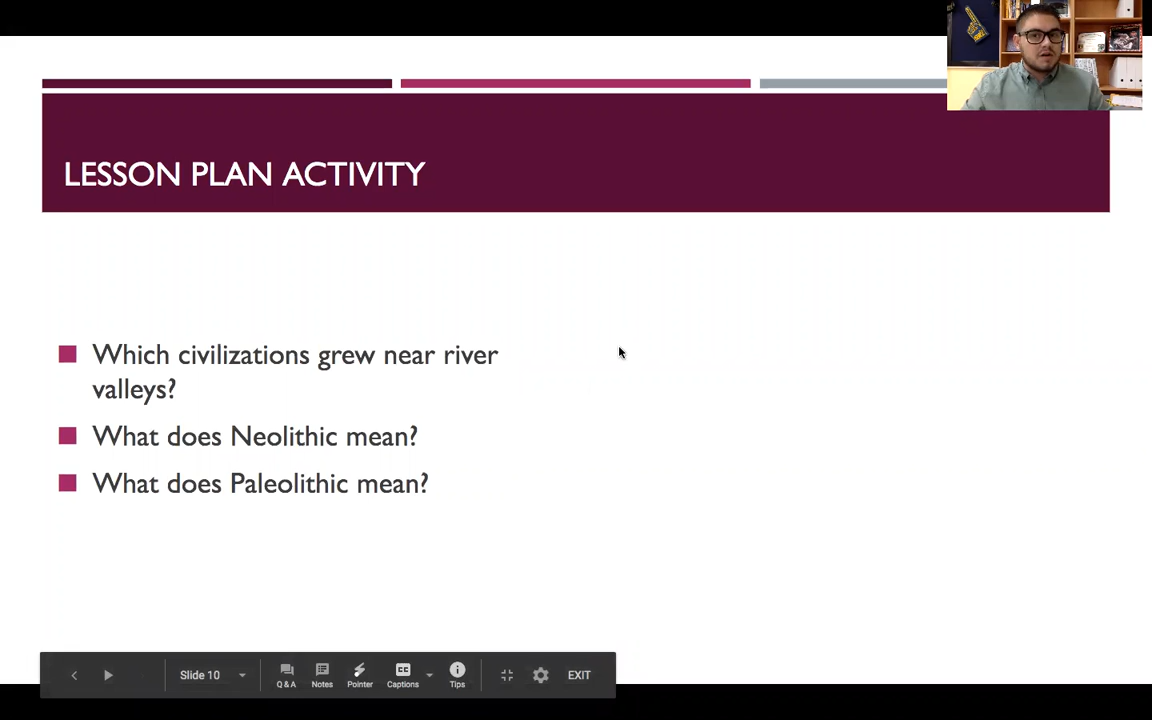 LESSON PLAN ACTIVITY
Which civilizations grew near river
valleys?
What does Neolithic mean?
What does Paleolithic mean?
Slide 10
Q & A
Notes
Pointer
CC
Captions
Tips
EXIT